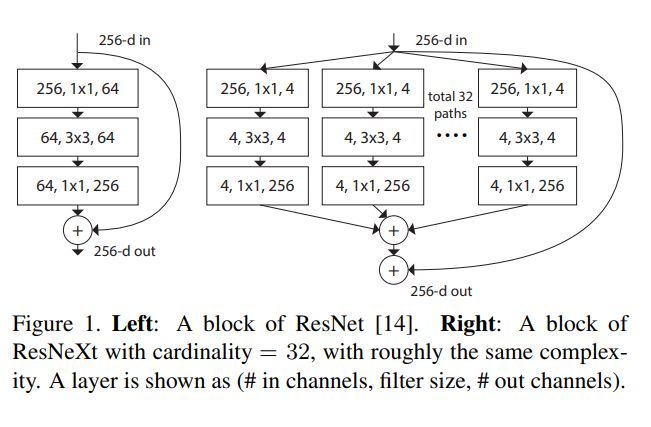 256-d in
256, 1x1, 64
64, 3x3, 64
64, 1x1, 256
+
256-d out
256-d in
256, 1x1, 4
256, 1x1, 4
total 32
paths
....
256, 1x1, 4
4, 3x3, 4
4, 3x3, 4
4, 3x3, 4
4, 1x1, 256
4, 1x1, 256
4, 1x1, 256
+
+
256-d out
Figure 1. Left: A block of ResNet [14]. Right: A block of
ResNeXt with cardinality = 32, with roughly the same complex-
ity. A layer is shown as (# in channels, filter size, # out channels).